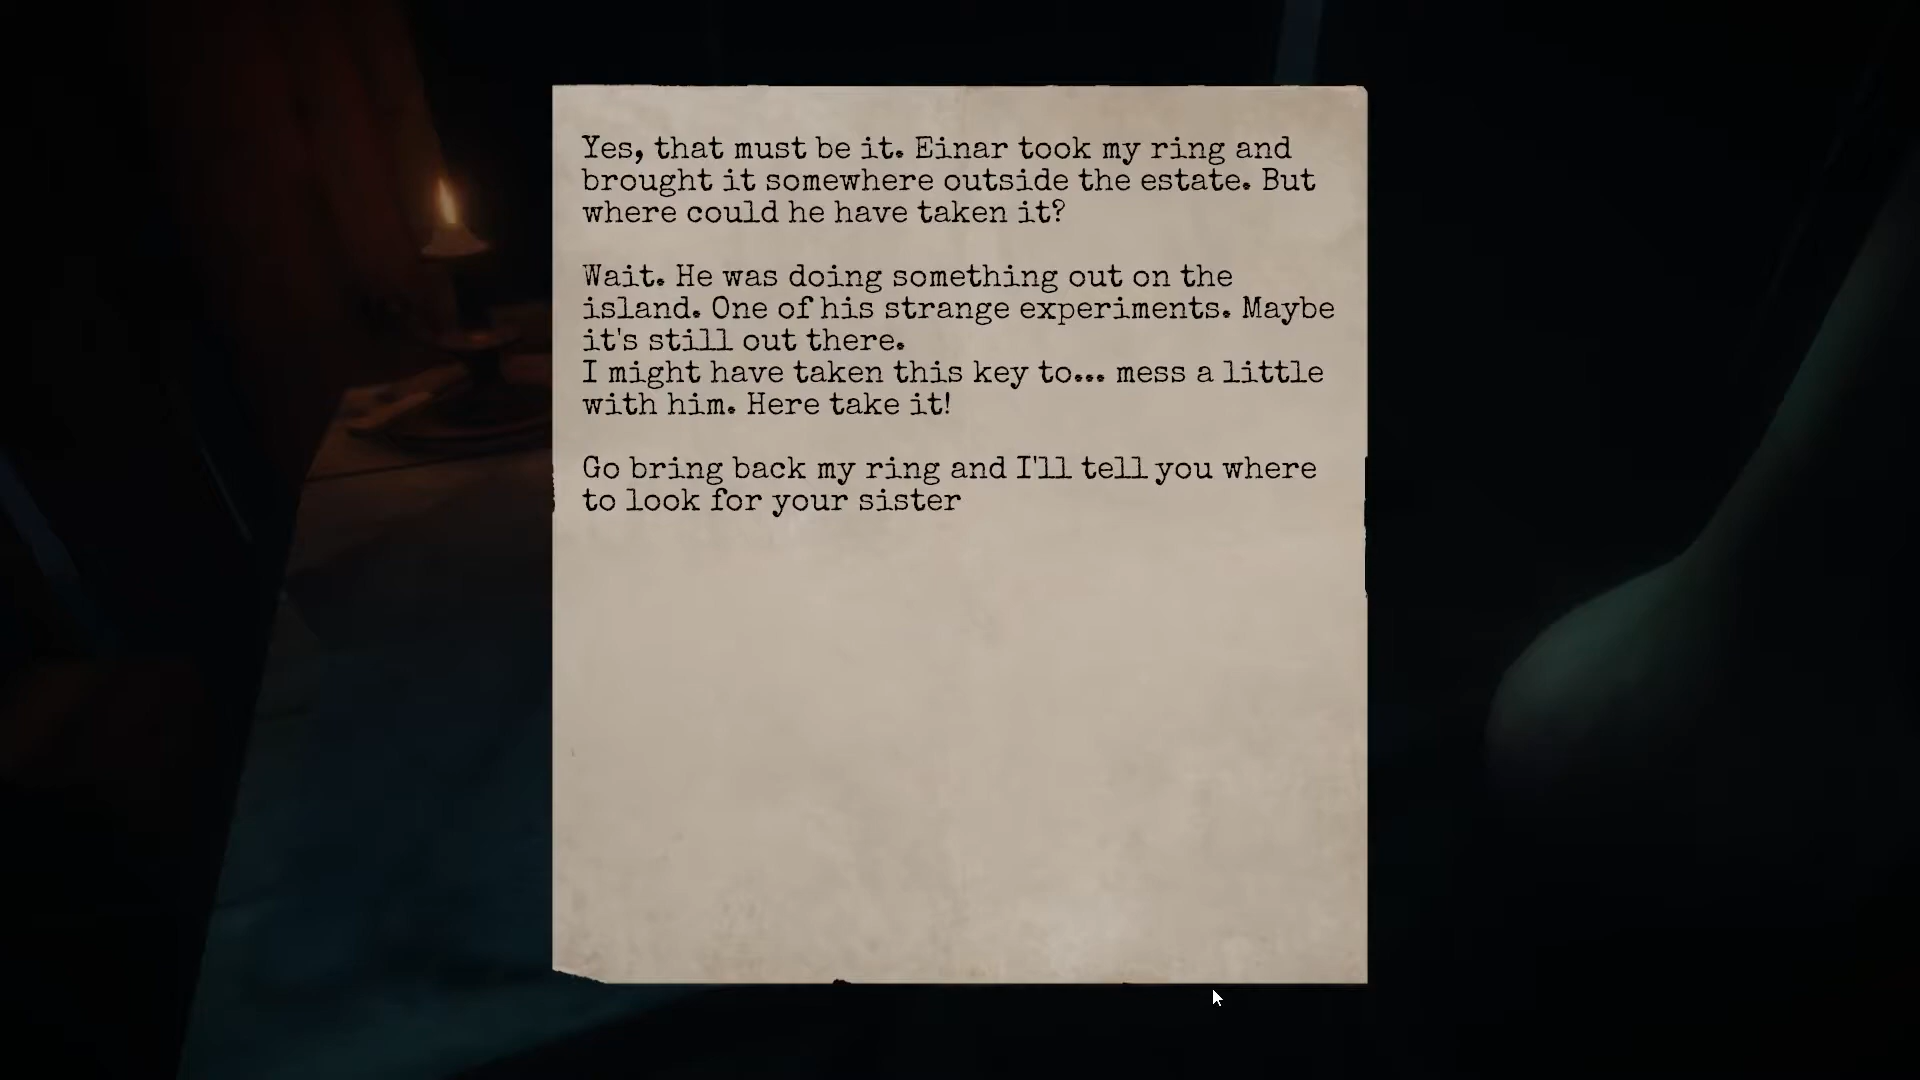 Yes, that must be it. Einar took my ring and
brought it somewhere outside the estate. But
where could he have taken it?
Wait. He was doing something out on the
island. One of his strange experiments. Maybe
it's still out there.
I might have taken this key to... mess a little
with him. Here take it!
Go bring back my ring and I'll tell you where
to look for your sister